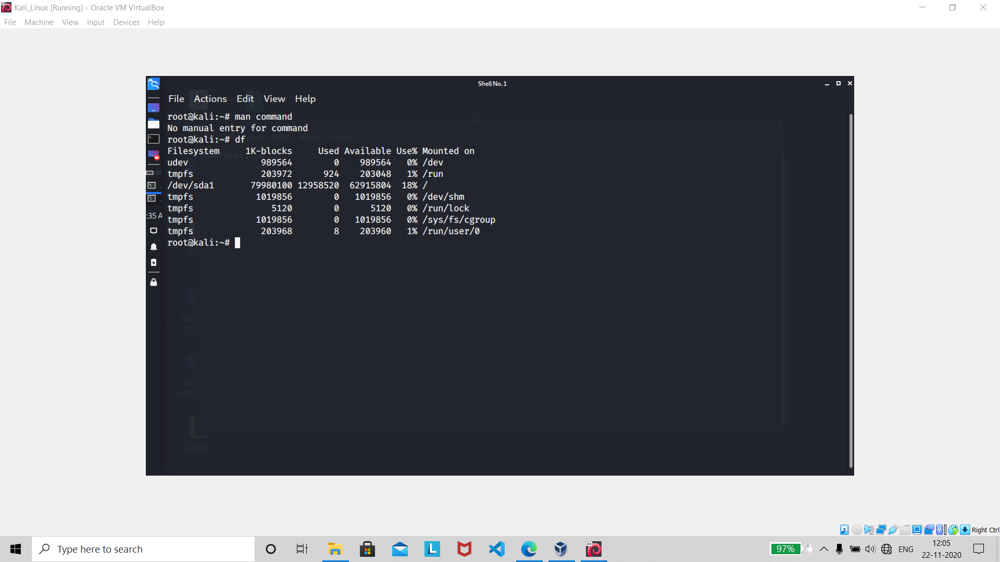 Kali_Linux [Running] - Oracle VM VirtualBox
File Machine View Input Devices Help
Shell No. 1
File Actions Edit View Help
root@kali:~# man command
No manual entry for command
root@kali:~# df
Filesystem 1K-blocks Used Available Use% Mounted on
udev 989564 0 989564 0% /dev
tmpfs 203972 924 203048 1% /run
/dev/sda1 79980100 12958520 62915804 18% /
tmpfs 1019856 0 1019856 0% /dev/shm
tmpfs 5120 0 5120 0% /run/lock
tmpfs 1019856 0 1019856 0% /sys/fs/cgroup
tmpfs 203968 8 203960 1% /run/user/0
root@kali:~#
:35 A
alert.js
Right Ctrl
Type here to search
97%
ENG
12:05
22-11-2020